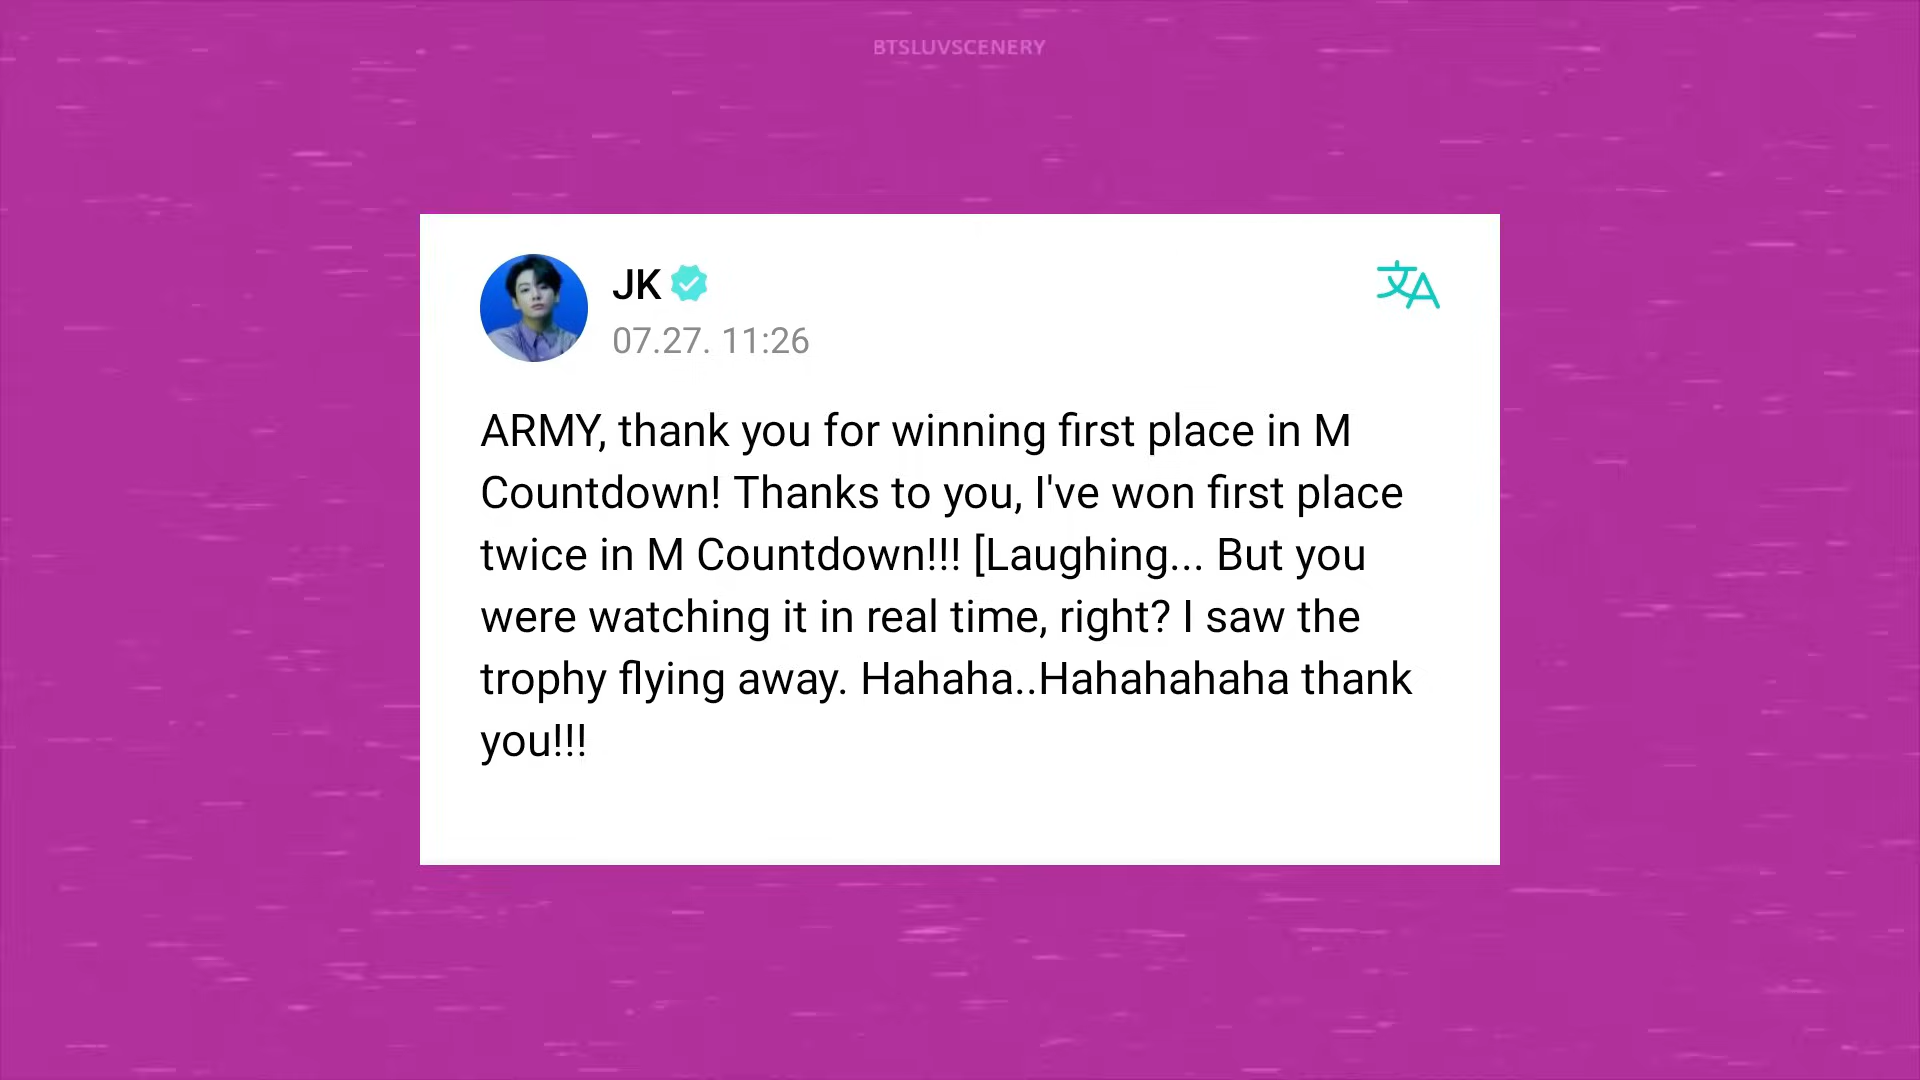 BTSLUVSCENERY
JK
07.27. 11:26
ARMY, thank you for winning first place in M
Countdown! Thanks to you, I've won first place
twice in M Countdown!!! [Laughing... But you
were watching it in real time, right? I saw the
trophy flying away. Hahaha..Hahahahaha thank
you!!!